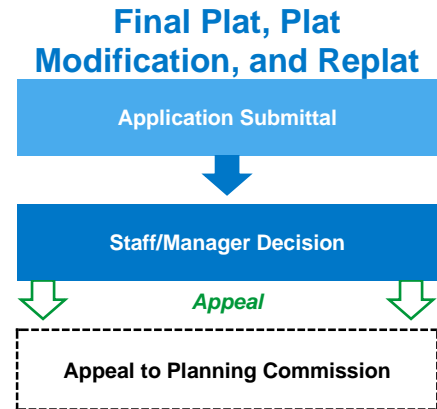 Final Plat, Plat
Modification, and Replat
Application Submittal
Staff/Manager Decision
Appeal
Appeal to Planning Commission